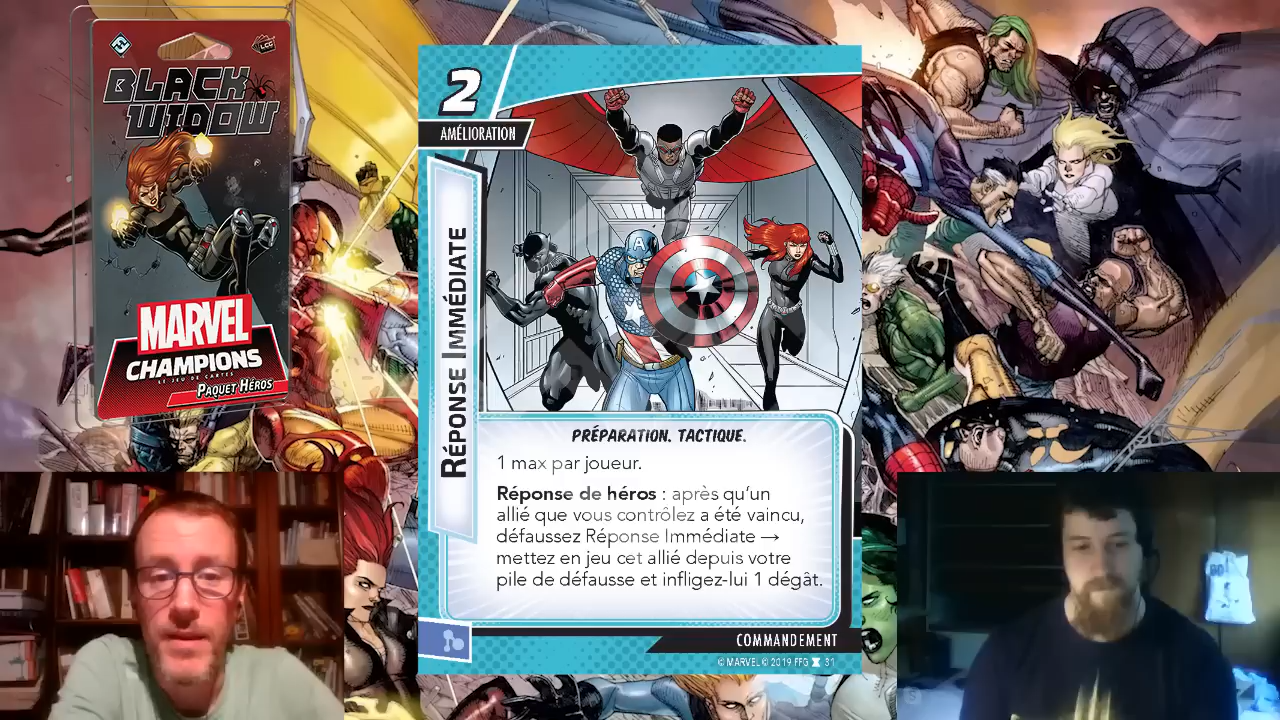 BLACK
WIDOW
MARVEL
CHAMPIONS
LE JEU DE CARTES
PAQUET HÉROS
LCG
2
AMÉLIORATION
RÉPONSE IMMÉDIATE
PRÉPARATION. TACTIQUE.
1 max par joueur.
Réponse de héros : après qu’un
allié que vous contrôlez a été vaincu,
défaussez Réponse Immédiate →
mettez en jeu cet allié depuis votre
pile de défausse et infligez-lui 1 dégât.
COMMANDEMENT
© MARVEL © 2019 FFG 31